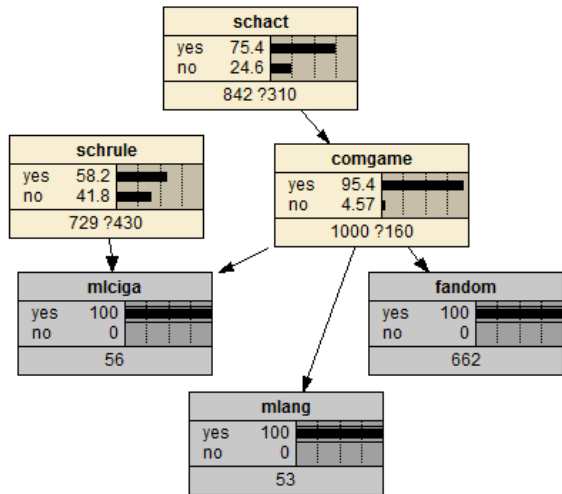 schact
yes 75.4
no 24.6
842 ?310
schrule
yes 58.2
no 41.8
729 ?430
comgame
yes 95.4
no 4.57
1000 ?160
mlciga
yes 100
no 0
56
fandom
yes 100
no 0
662
mlang
yes 100
no 0
53